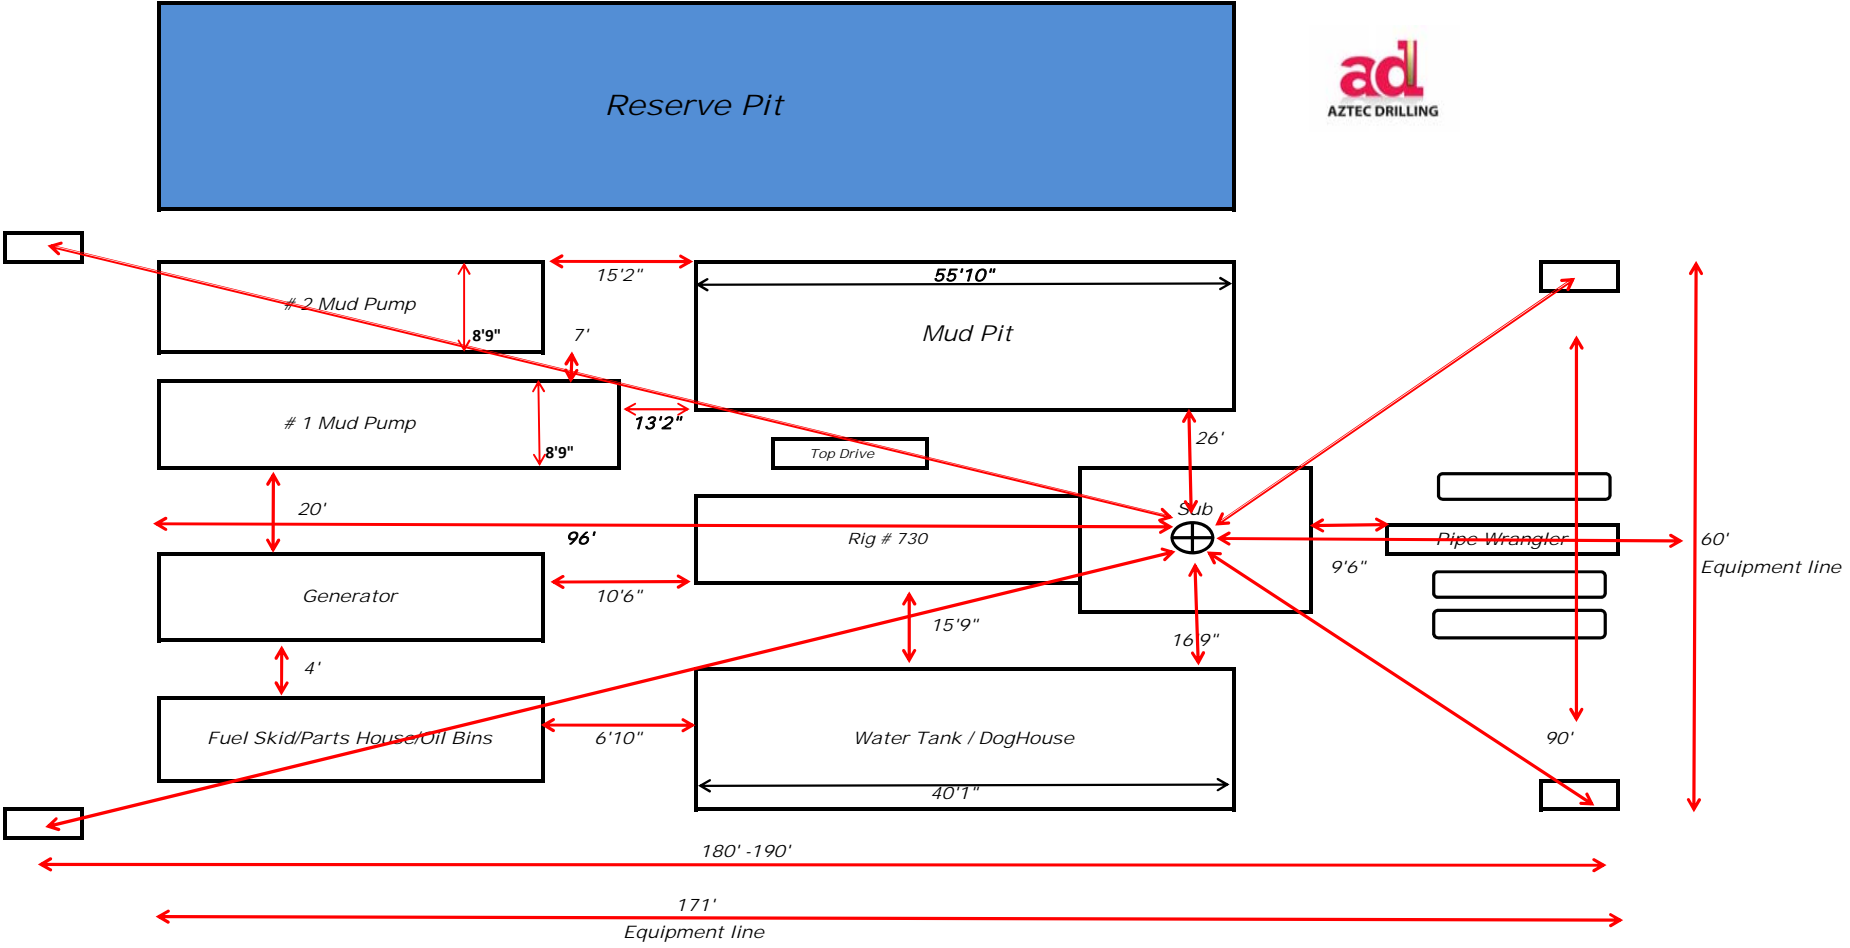 Reserve Pit
ad
AZTEC DRILLING
15'2"
55'10"
# 2 Mud Pump
8'9"
7'
Mud Pit
# 1 Mud Pump
13'2"
8'9"
26'
Top Drive
20'
Sub
96'
Rig # 730
Pipe Wrangler
60'
Equipment line
9'6"
Generator
10'6"
15'9"
16'9"
4'
Fuel Skid/Parts House/Oil Bins
6'10"
Water Tank / DogHouse
90'
40'1"
180' -190'
171'
Equipment line